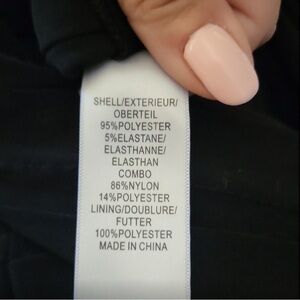 SHELL/EXTERIEUR/
OBERTEIL
95%POLYESTER
5%ELASTANE/
ELASTHANNE/
ELASTHAN
COMBO
86%NYLON
14%POLYESTER
LINING/DOUBLURE/
FUTTER
100%POLYESTER
MADE IN CHINA